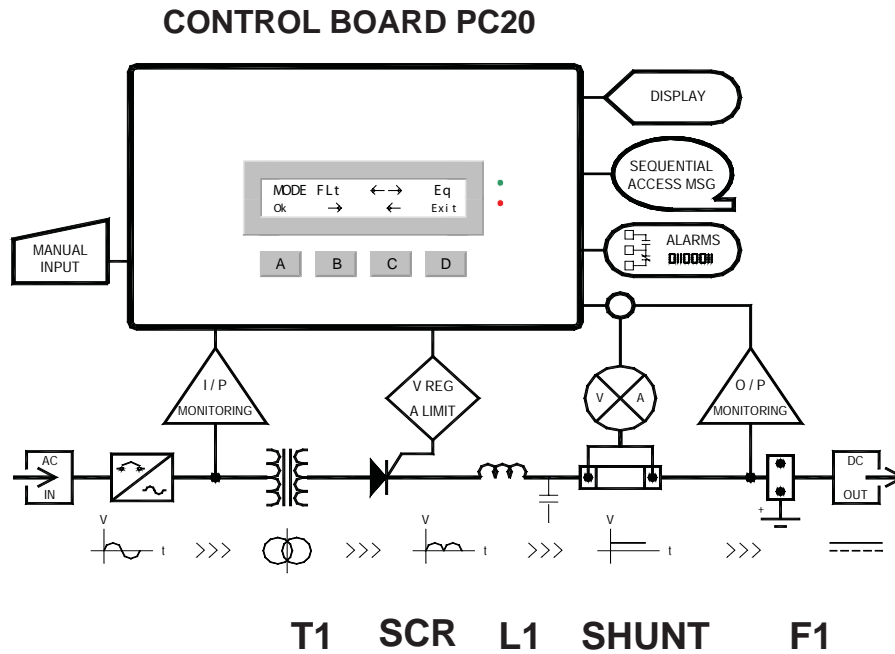 CONTROL BOARD PC20
DISPLAY
SEQUENTIAL
ACCESS MSG
MODE FLt ←→ Eq
Ok → ← Exit
ALARMS
MANUAL
INPUT
A B C D
I / P
MONITORING
V REG
A LIMIT
V A
O / P
MONITORING
AC
IN
DC
OUT
+
V t >>> >>> V t >>> V t >>>
T1 SCR L1 SHUNT F1